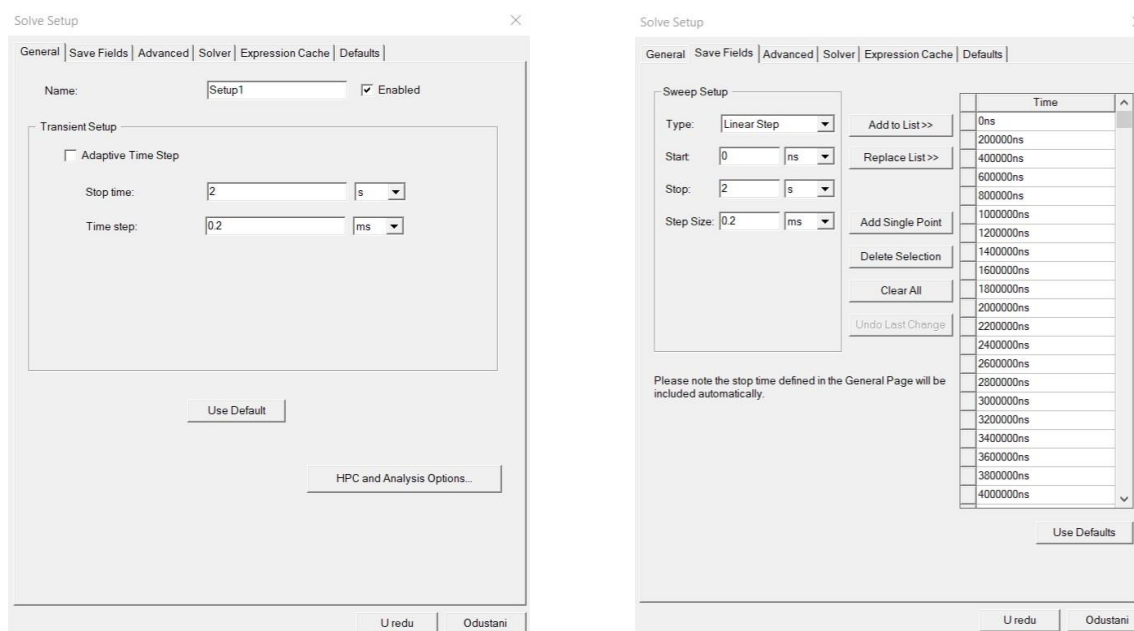 Solve Setup
General Save Fields Advanced Solver Expression Cache Defaults
Name: Setup1 Enabled
Transient Setup
Adaptive Time Step
Stop time: 2 s
Time step: 0.2 ms
Use Default
HPC and Analysis Options...
U redu Odustani
Solve Setup
General Save Fields Advanced Solver Expression Cache Defaults
Sweep Setup
Type: Linear Step
Start: 0 ns
Stop: 2 s
Step Size: 0.2 ms
Add to List >>
Replace List >>
Add Single Point
Delete Selection
Clear All
Undo Last Change
Please note the stop time defined in the General Page will be
included automatically.
Time
0ns
200000ns
400000ns
600000ns
800000ns
1000000ns
1200000ns
1400000ns
1600000ns
1800000ns
2000000ns
2200000ns
2400000ns
2600000ns
2800000ns
3000000ns
3200000ns
3400000ns
3600000ns
3800000ns
4000000ns
Use Defaults
U redu Odustani